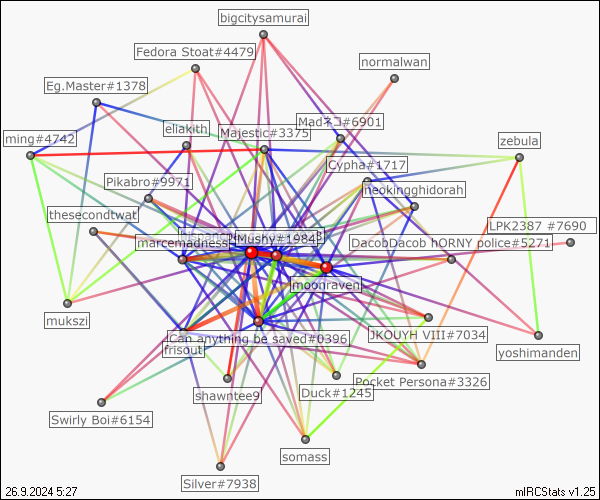 bigcitysamurai
Fedora Stoat#4479
normalwan
Eg.Master#1378
Madネコ#6901
eliakith
Majestic#3375
ming#4742
zebula
Cypha#1717
Pikabro#9971
neokingghidorah
thesecondtwat
LPK2387 #7690
Mushy#1984
marcemadness
DacobDacob hORNY police#5271
moonraven
mukszi
Can anything be saved#0396
JKOUYH VIII#7034
frisout
yoshimanden
Pocket Persona#3326
shawntee9
Duck#1245
Swirly Boi#6154
somass
Silver#7938
26.9.2024 5:27
mIRCStats v1.25